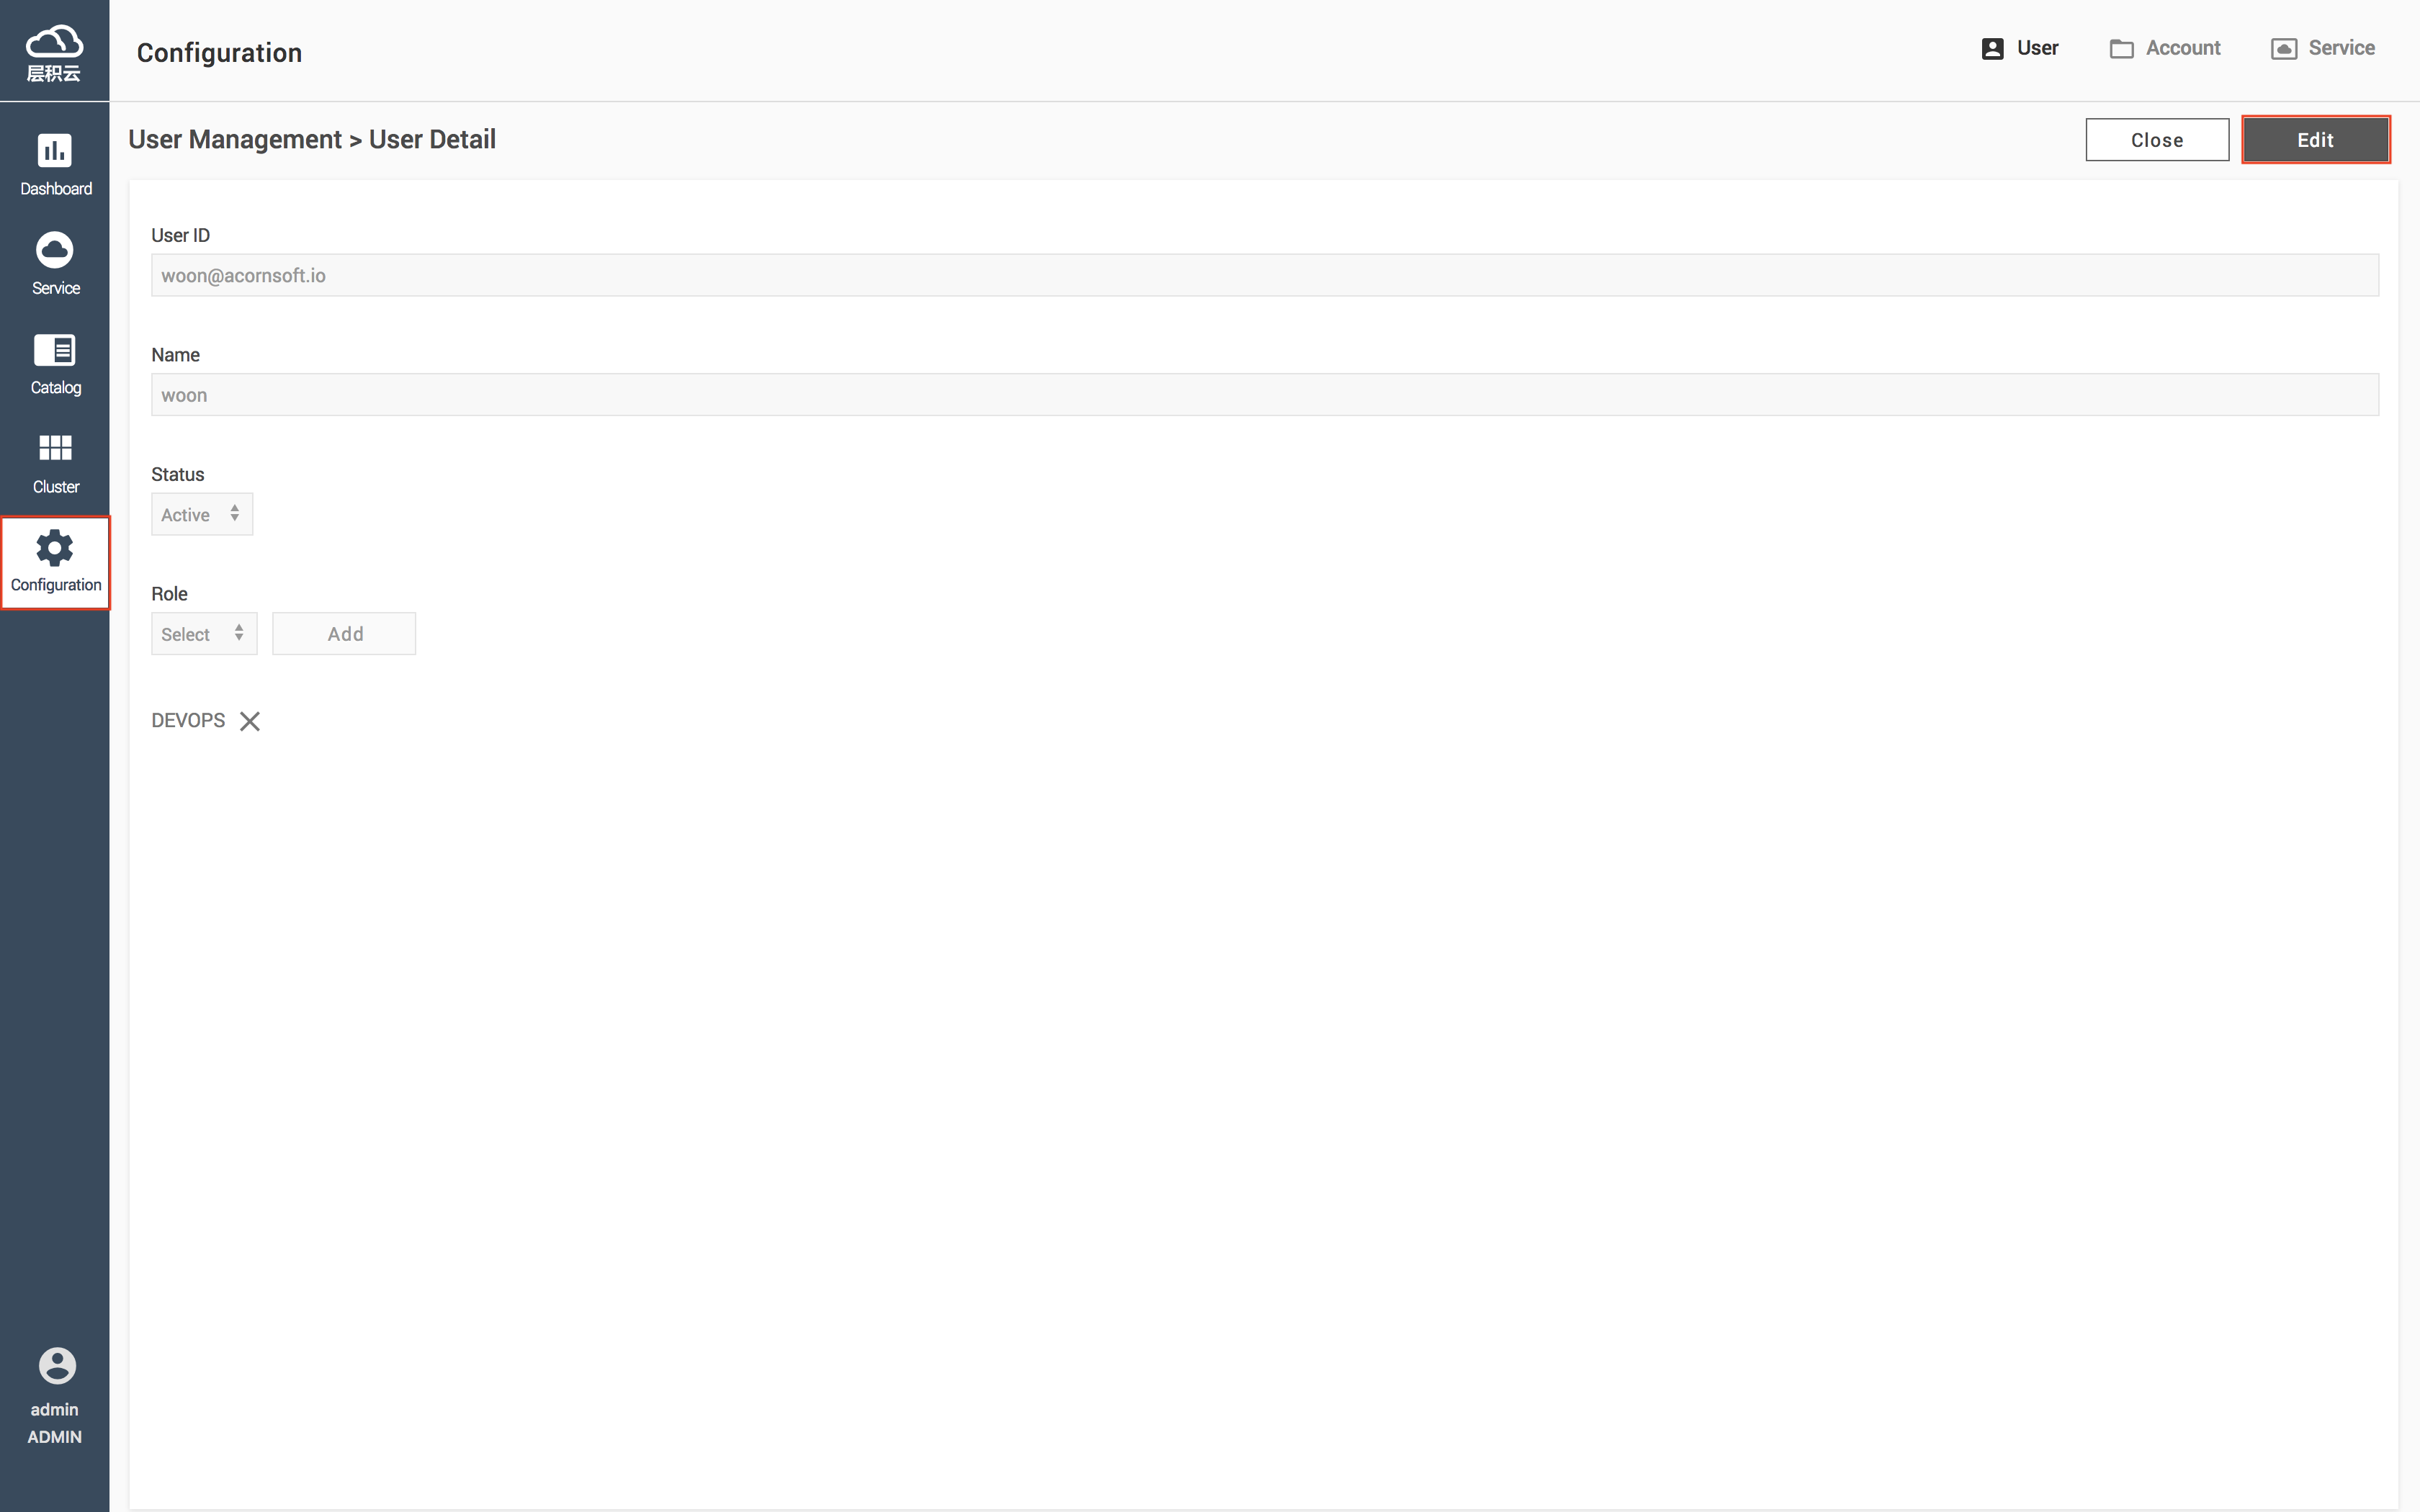 层积云
Configuration
User
Account
Service
Dashboard
Service
Catalog
Cluster
Configuration
admin
ADMIN
User Management > User Detail
Close
Edit
User ID
woon@acornsoft.io
Name
woon
Status
Active
Role
Select
Add
DEVOPS